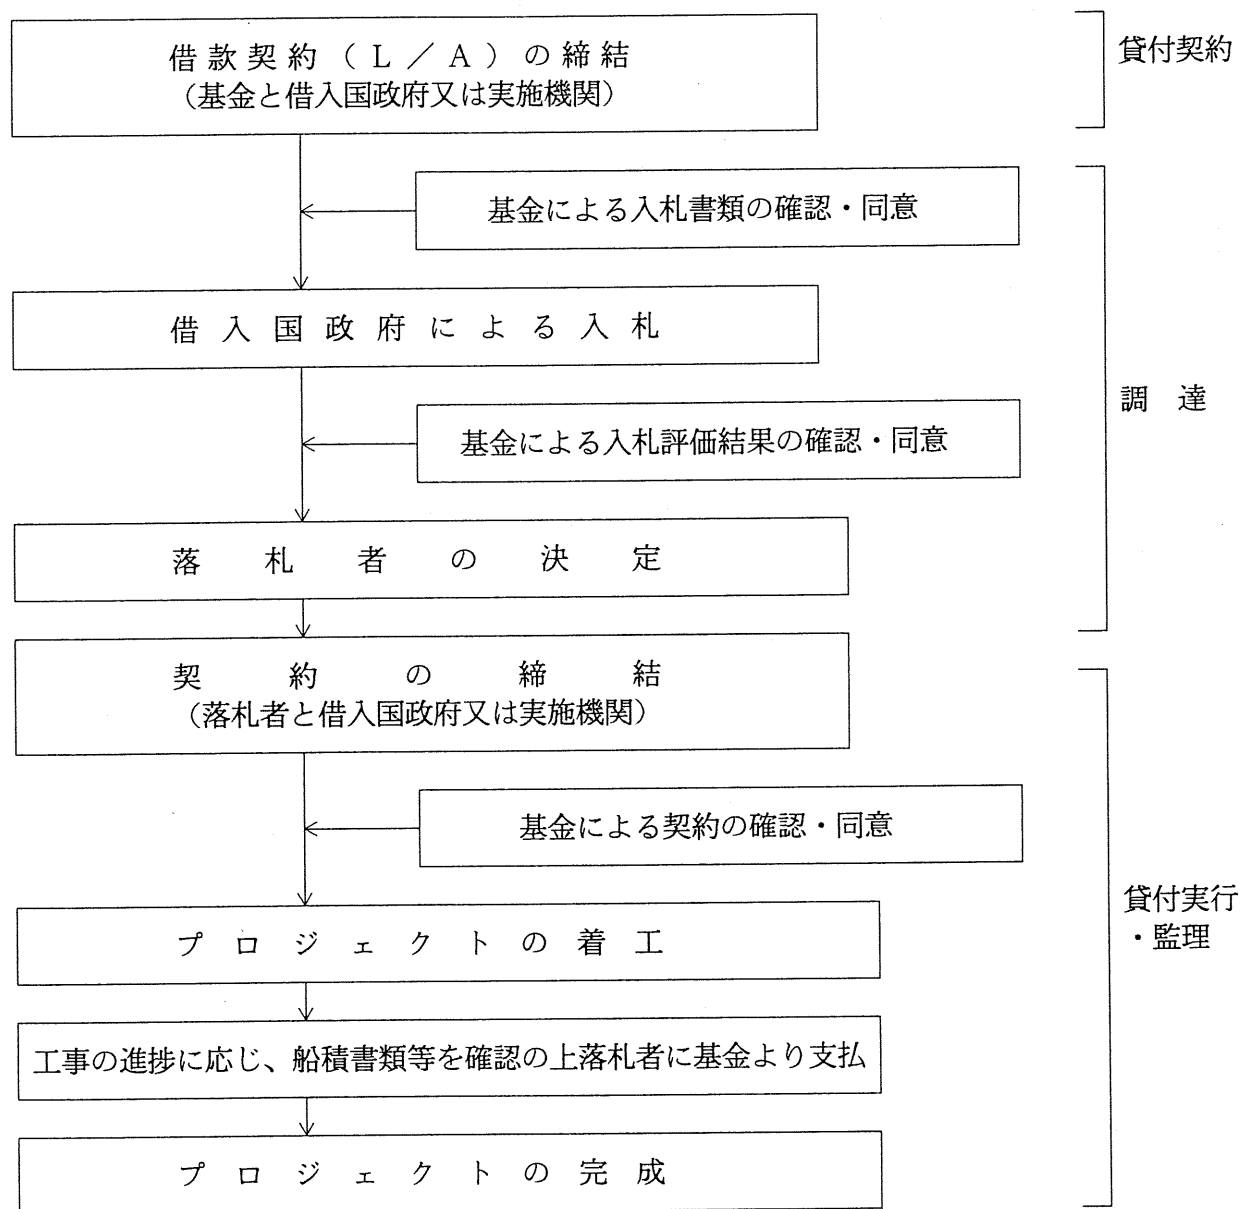 借款契約(L/A)の締結
(基金と借入国政府又は実施機関)
貸付契約
基金による入札書類の確認・同意
借入国政府による入札
調達
基金による入札評価結果の確認・同意
落札者の決定
契約の締結
(落札者と借入国政府又は実施機関)
基金による契約の確認・同意
貸付実行
・監理
プロジェクトの着工
工事の進捗に応じ、船積書類等を確認の上落札者に基金より支払
プロジェクトの完成